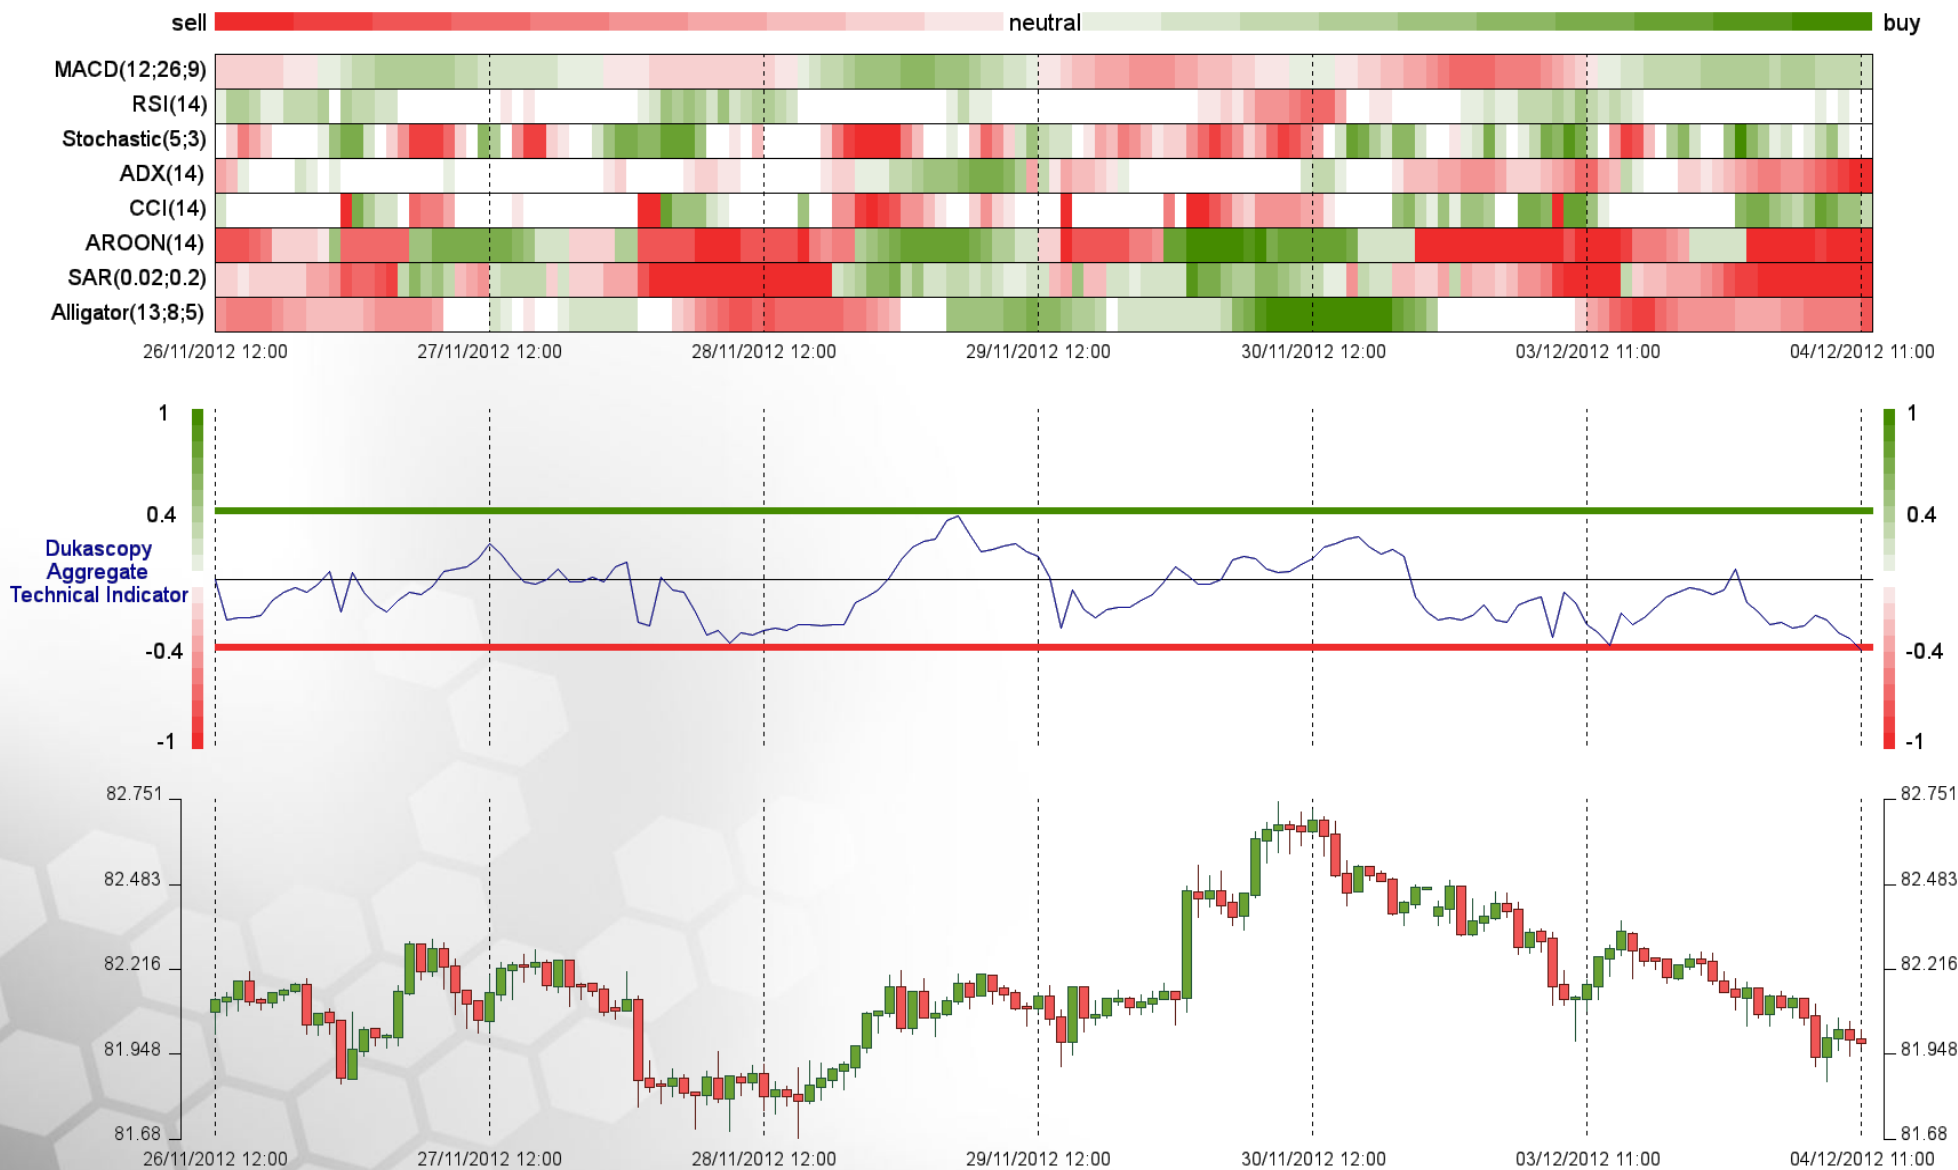 sell neutral buy
MACD(12;26;9)
RSI(14)
Stochastic(5;3)
ADX(14)
CCI(14)
AROON(14)
SAR(0.02;0.2)
Alligator(13;8;5)
26/11/2012 12:00 27/11/2012 12:00 28/11/2012 12:00 29/11/2012 12:00 30/11/2012 12:00 03/12/2012 11:00 04/12/2012 11:00
1 1
0.4 0.4
Dukascopy
Aggregate
Technical Indicator
-0.4 -0.4
-1 -1
82.751 82.751
82.483 82.483
82.216 82.216
81.948 81.948
81.68 81.68
26/11/2012 12:00 27/11/2012 12:00 28/11/2012 12:00 29/11/2012 12:00 30/11/2012 12:00 03/12/2012 11:00 04/12/2012 11:00